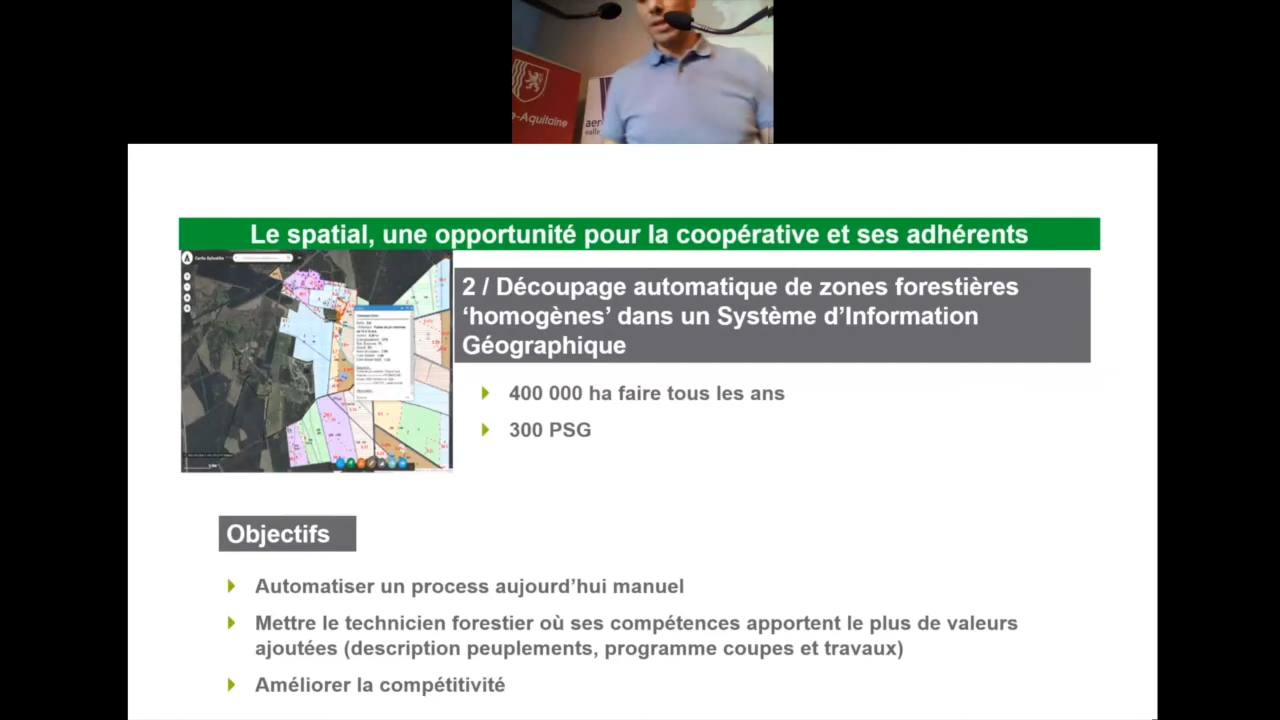 e-Aquitaine
aer
valle
Le spatial, une opportunité pour la coopérative et ses adhérents
2 / Découpage automatique de zones forestières
‘homogènes’ dans un Système d’Information
Géographique
400 000 ha faire tous les ans
300 PSG
Objectifs
Automatiser un process aujourd’hui manuel
Mettre le technicien forestier où ses compétences apportent le plus de valeurs
ajoutées (description peuplements, programme coupes et travaux)
Améliorer la compétitivité